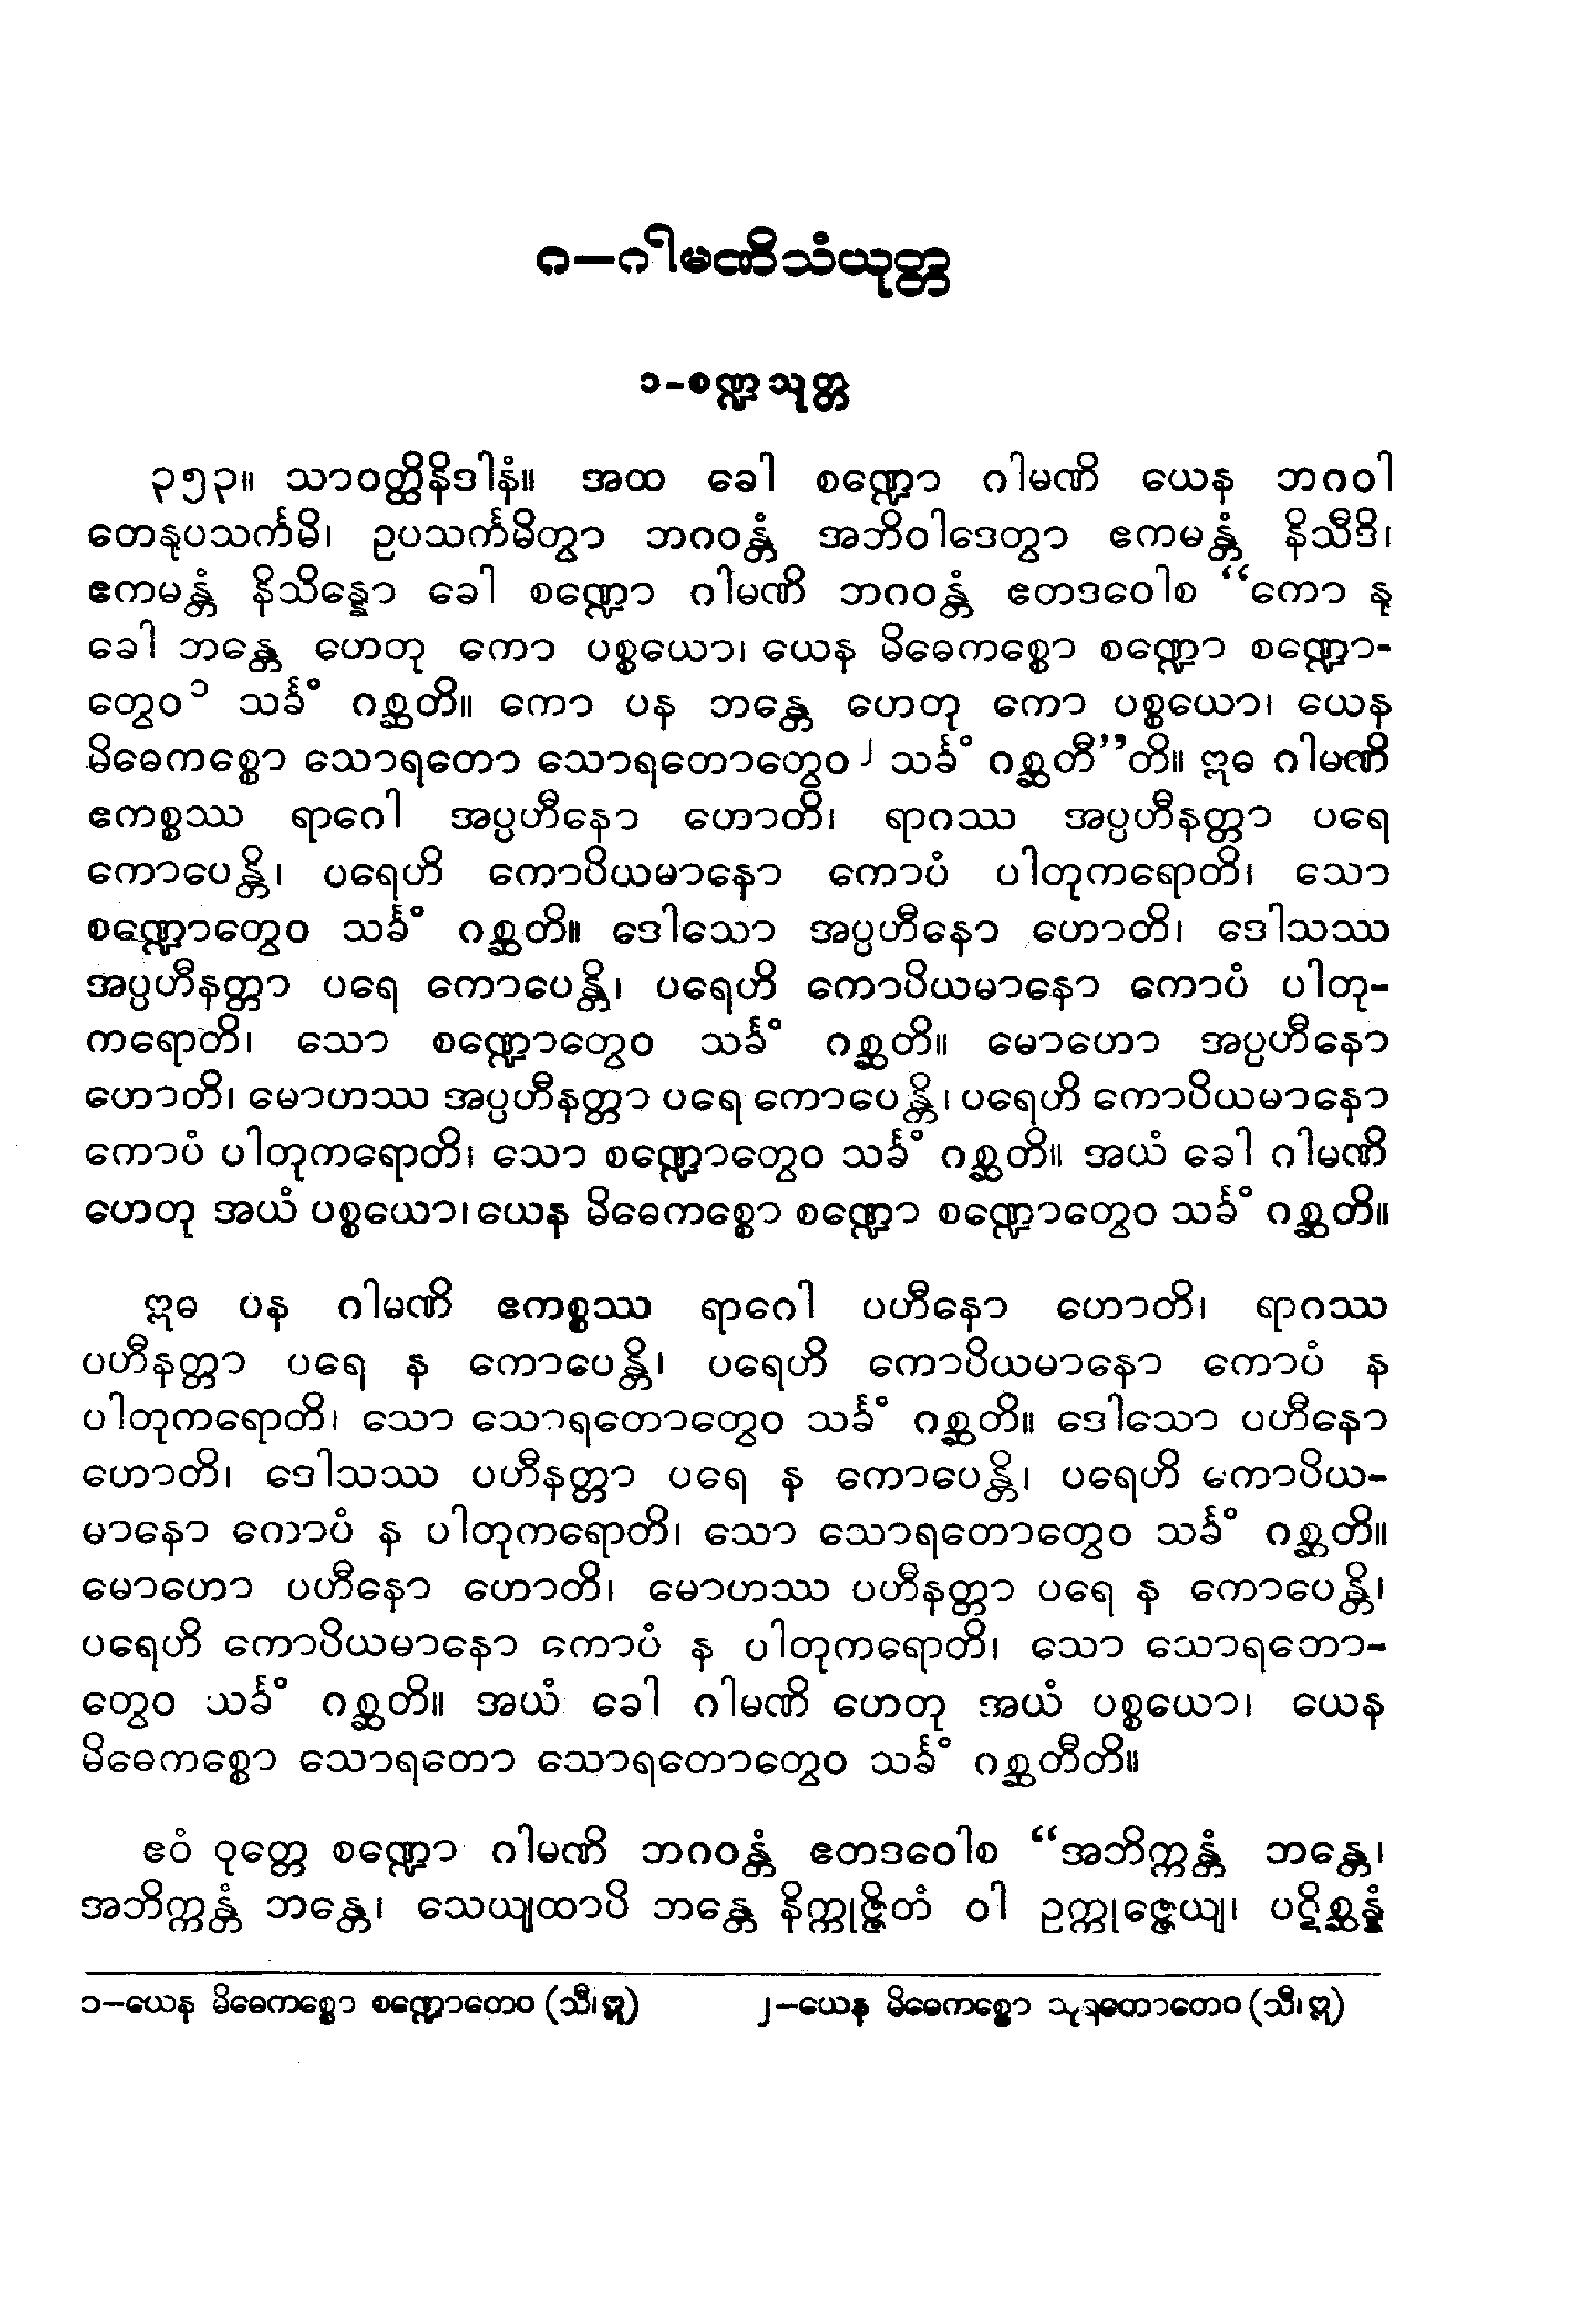 ဂ—ဂါမဏိသံယုတ္တ
၁-စဏ္ဍသုတ္တ
၃၅၃။ သာဝတ္ထိနိဒါနံ။ အထ ခေါ စဏ္ဍော ဂါမဏိ ယေန ဘဂဝါ
တေနုပသင်္ကမိ၊ ဥပသင်္ကမိတွာ ဘဂဝန္တံ အဘိဝါဒေတွာ ဧကမန္တံ နိသီဒိ၊
ဧကမန္တံ နိသိန္နော ခေါ စဏ္ဍော ဂါမဏိ ဘဂဝန္တံ ဧတဒဝေါစ “ကော နု
ခေါ ဘန္တေ ဟေတု ကော ပစ္စယော၊ ယေန မိဓေကစ္စော စဏ္ဍော စဏ္ဍော-
တွေဝ ၁ သင်္ခံ ဂစ္ဆတိ။ ကော ပန ဘန္တေ ဟေတု ကော ပစ္စယော၊ ယေန
မိဓေကစ္စော သောရတော သောရတောတွေဝ ၂ သင်္ခံ ဂစ္ဆတီ”တိ။ ဣဓ ဂါမဏိ
ဧကစ္စဿ ရာဂေါ အပ္ပဟီနော ဟောတိ၊ ရာဂဿ အပ္ပဟီနတ္တာ ပရေ
ကောပေန္တိ၊ ပရေဟိ ကောပိယမာနော ကောပံ ပါတုကရောတိ၊ သော
စဏ္ဍောတွေဝ သင်္ခံ ဂစ္ဆတိ။ ဒေါသော အပ္ပဟီနော ဟောတိ၊ ဒေါသဿ
အပ္ပဟီနတ္တာ ပရေ ကောပေန္တိ၊ ပရေဟိ ကောပိယမာနော ကောပံ ပါတု-
ကရောတိ၊ သော စဏ္ဍောတွေဝ သင်္ခံ ဂစ္ဆတိ။ မောဟော အပ္ပဟီနော
ဟောတိ၊ မောဟဿ အပ္ပဟီနတ္တာ ပရေ ကောပေန္တိ၊ ပရေဟိ ကောပိယမာနော
ကောပံ ပါတုကရောတိ၊ သော စဏ္ဍောတွေဝ သင်္ခံ ဂစ္ဆတိ။ အယံ ခေါ ဂါမဏိ
ဟေတု အယံ ပစ္စယော၊ ယေန မိဓေကစ္စော စဏ္ဍော စဏ္ဍောတွေဝ သင်္ခံ ဂစ္ဆတိ။
ဣဓ ပန ဂါမဏိ ဧကစ္စဿ ရာဂေါ ပဟီနော ဟောတိ၊ ရာဂဿ
ပဟီနတ္တာ ပရေ န ကောပေန္တိ၊ ပရေဟိ ကောပိယမာနော ကောပံ န
ပါတုကရောတိ၊ သော သောရတောတွေဝ သင်္ခံ ဂစ္ဆတိ။ ဒေါသော ပဟီနော
ဟောတိ၊ ဒေါသဿ ပဟီနတ္တာ ပရေ န ကောပေန္တိ၊ ပရေဟိ ကောပိယ-
မာနော ကောပံ န ပါတုကရောတိ၊ သော သောရတောတွေဝ သင်္ခံ ဂစ္ဆတိ။
မောဟော ပဟီနော ဟောတိ၊ မောဟဿ ပဟီနတ္တာ ပရေ န ကောပေန္တိ၊
ပရေဟိ ကောပိယမာနော ကောပံ န ပါတုကရောတိ၊ သော သောရတော-
တွေဝ သင်္ခံ ဂစ္ဆတိ။ အယံ ခေါ ဂါမဏိ ဟေတု အယံ ပစ္စယော၊ ယေန
မိဓေကစ္စော သောရတော သောရတောတွေဝ သင်္ခံ ဂစ္ဆတီတိ။
ဧဝံ ဝုတ္တေ စဏ္ဍော ဂါမဏိ ဘဂဝန္တံ ဧတဒဝေါစ “အဘိက္ကန္တံ ဘန္တေ၊
အဘိက္ကန္တံ ဘန္တေ၊ သေယျထာပိ ဘန္တေ နိက္ကုဇ္ဇိတံ ဝါ ဥက္ကုဇ္ဇေယျ၊ ပဋိစ္ဆန္နံ
၁—ယေန မိဓေကစ္စော စဏ္ဍောတေဝ (သီ၊ ဣ) ၂—ယေန မိဓေကစ္စော သုရတောတေဝ (သီ၊ ဣ)